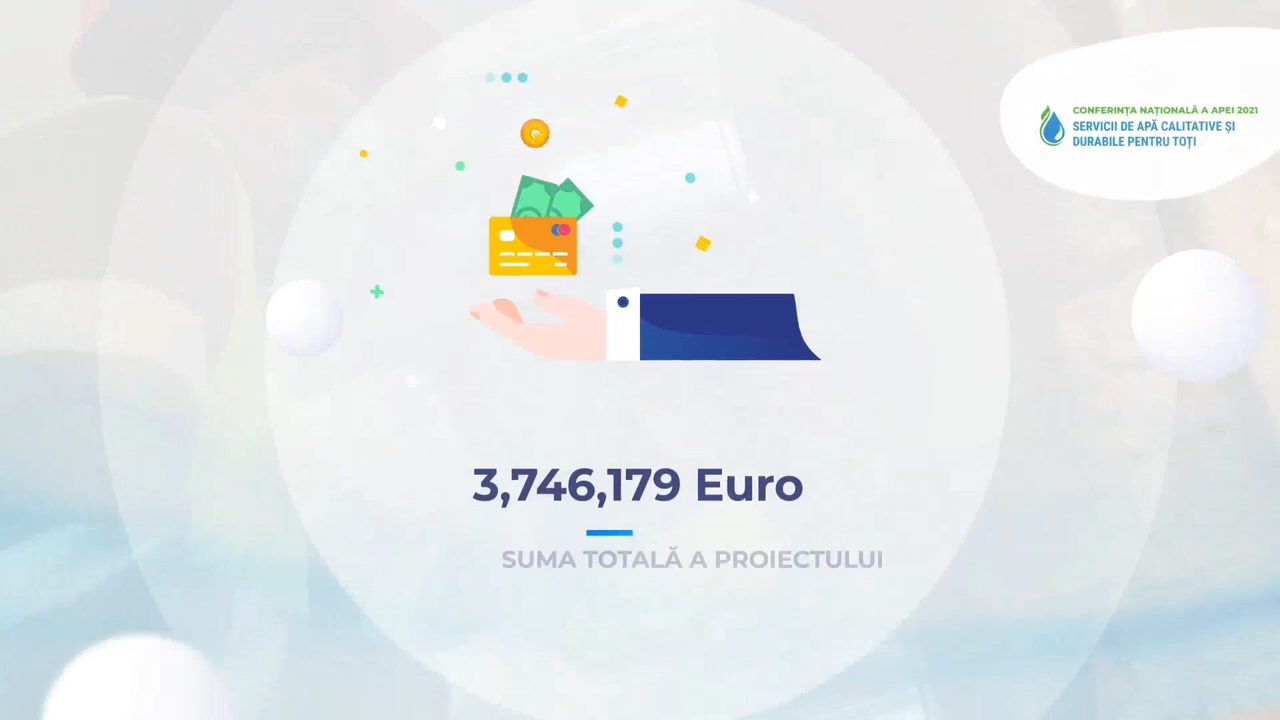 CONFERINȚA NAȚIONALĂ A APEI 2021
SERVICII DE APĂ CALITATIVE ȘI
DURABILE PENTRU TOȚI
3,746,179 Euro
SUMA TOTALĂ A PROIECTULUI